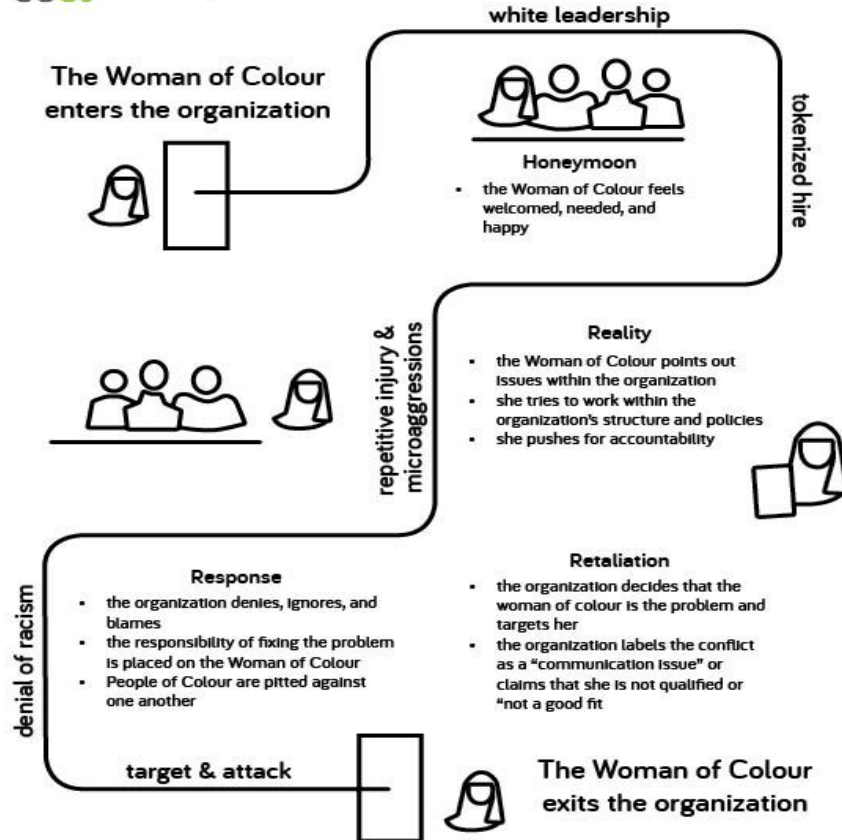 white leadership
The Woman of Colour
enters the organization
tokenized hire
Honeymoon
• the Woman of Colour feels
welcomed, needed, and
happy
repetitive injury &
microaggressions
Reality
• the Woman of Colour points out
issues within the organization
• she tries to work within the
organization's structure and policies
• she pushes for accountability
denial of racism
Response
• the organization denies, ignores, and
blames
• the responsibility of fixing the problem
is placed on the Woman of Colour
• People of Colour are pitted against
one another
Retaliation
• the organization decides that the
woman of colour is the problem and
targets her
• the organization labels the conflict
as a “communication issue” or
claims that she is not qualified or
“not a good fit
target & attack
The Woman of Colour
exits the organization